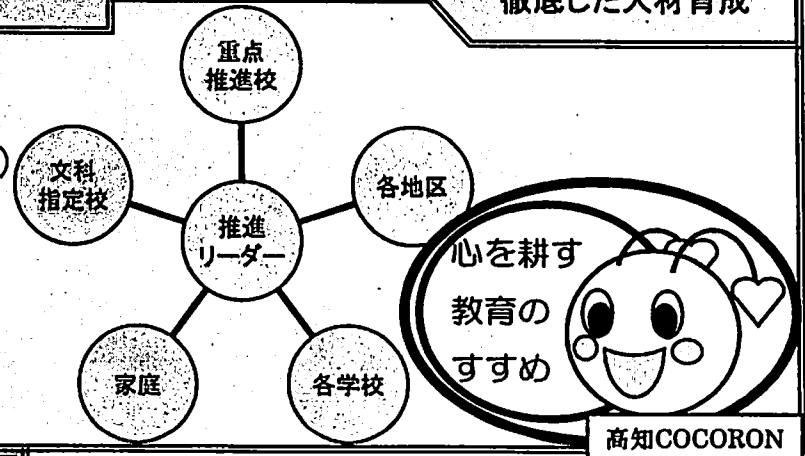 徹底した人材育成
重点
推進校
文科
指定校
各地区
推進
リーダー
家庭
各学校
心を耕す
教育の
すすめ
高知COCORON